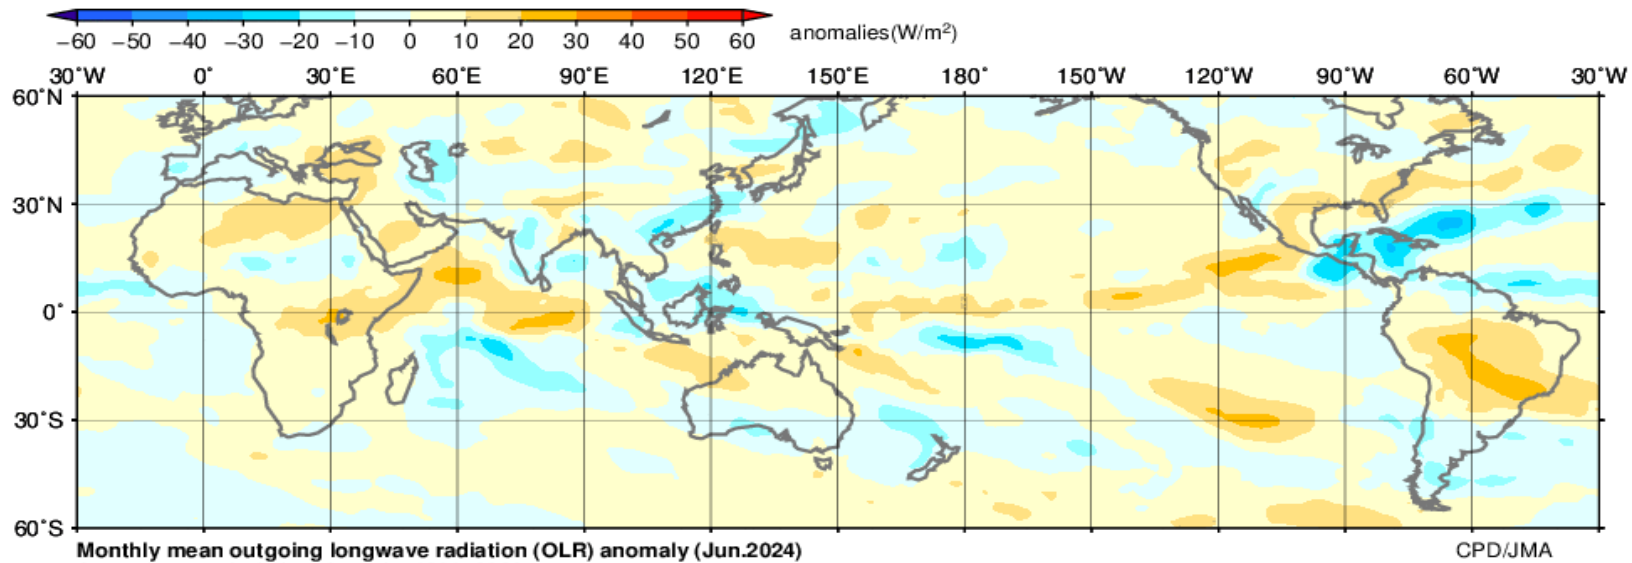 −60 −50 −40 −30 −20 −10 0 10 20 30 40 50 60 anomalies(W/m²)
30˚W 0˚ 30˚E 60˚E 90˚E 120˚E 150˚E 180˚ 150˚W 120˚W 90˚W 60˚W 30˚W
60˚N
30˚N
0˚
30˚S
60˚S
Monthly mean outgoing longwave radiation (OLR) anomaly (Jun.2024) CPD/JMA